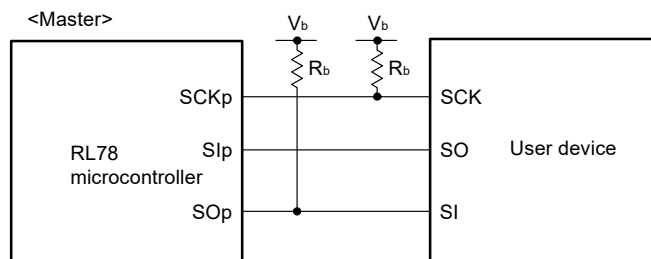 <Master>
Vb
Vb
Rb
Rb
SCKp
SCK
SIp
SO
RL78
microcontroller
User device
SOp
SI